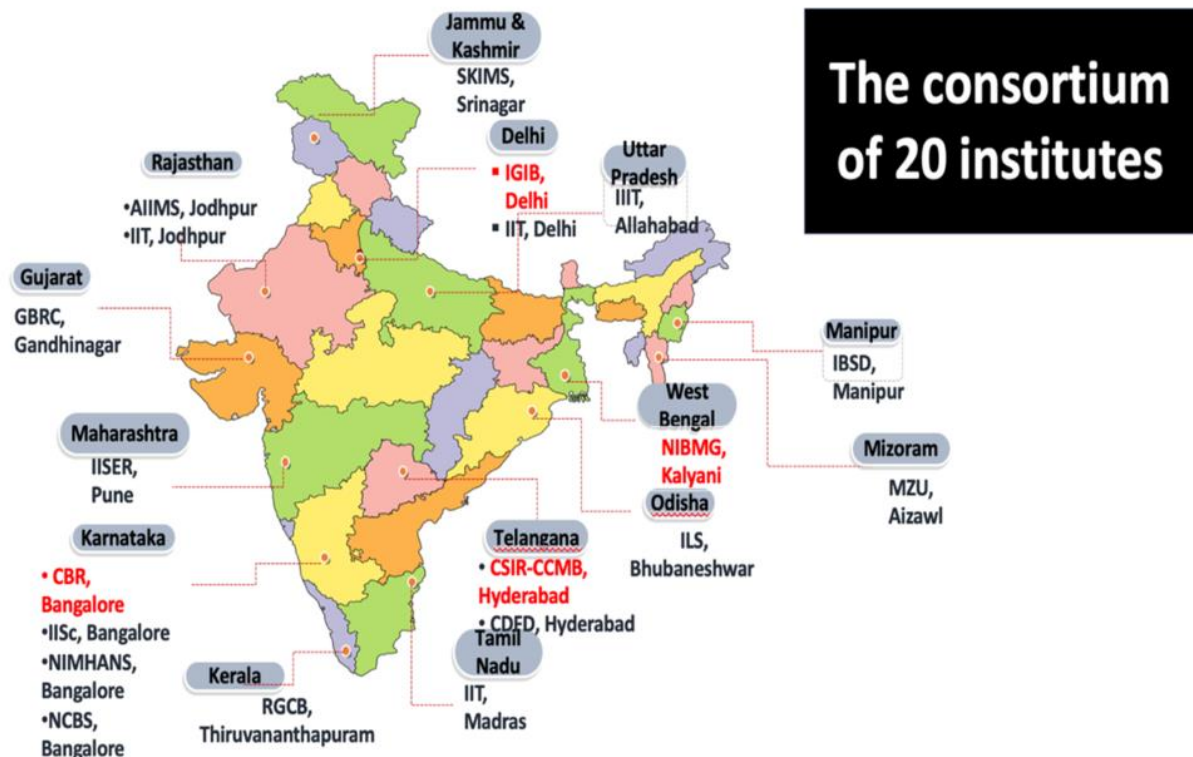 The consortium
of 20 institutes
Jammu &
Kashmir
SKIMS,
Srinagar
Delhi
▪ IGIB,
Delhi
▪ IIT, Delhi
Uttar
Pradesh
IIIT,
Allahabad
Rajasthan
•AIIMS, Jodhpur
•IIT, Jodhpur
Gujarat
GBRC,
Gandhinagar
Manipur
IBSD,
Manipur
West
Bengal
NIBMG,
Kalyani
Mizoram
MZU,
Aizawl
Maharashtra
IISER,
Pune
Odisha
ILS,
Bhubaneshwar
Karnataka
• CBR,
Bangalore
•IISc, Bangalore
•NIMHANS,
Bangalore
•NCBS,
Bangalore
Telangana
• CSIR-CCMB,
Hyderabad
• CDFD, Hyderabad
Tamil
Nadu
IIT,
Madras
Kerala
RGCB,
Thiruvananthapuram